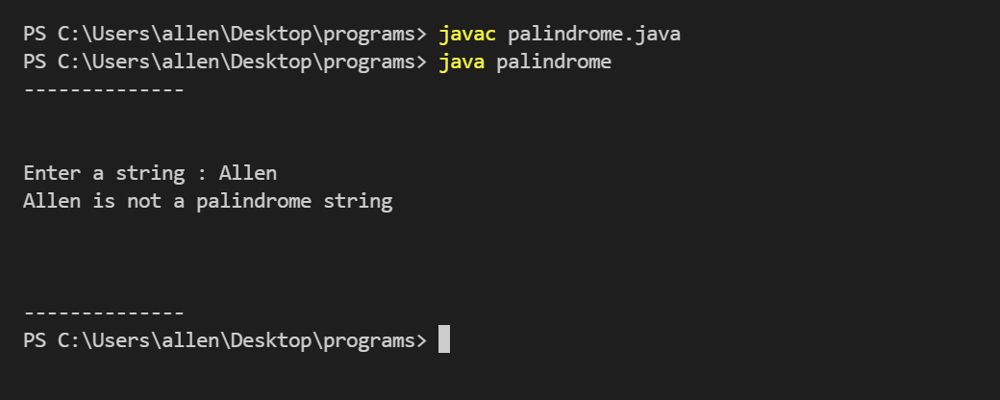 PS C:\Users\allen\Desktop\programs> javac palindrome.java
PS C:\Users\allen\Desktop\programs> java palindrome
--------------
Enter a string : Allen
Allen is not a palindrome string
--------------
PS C:\Users\allen\Desktop\programs>